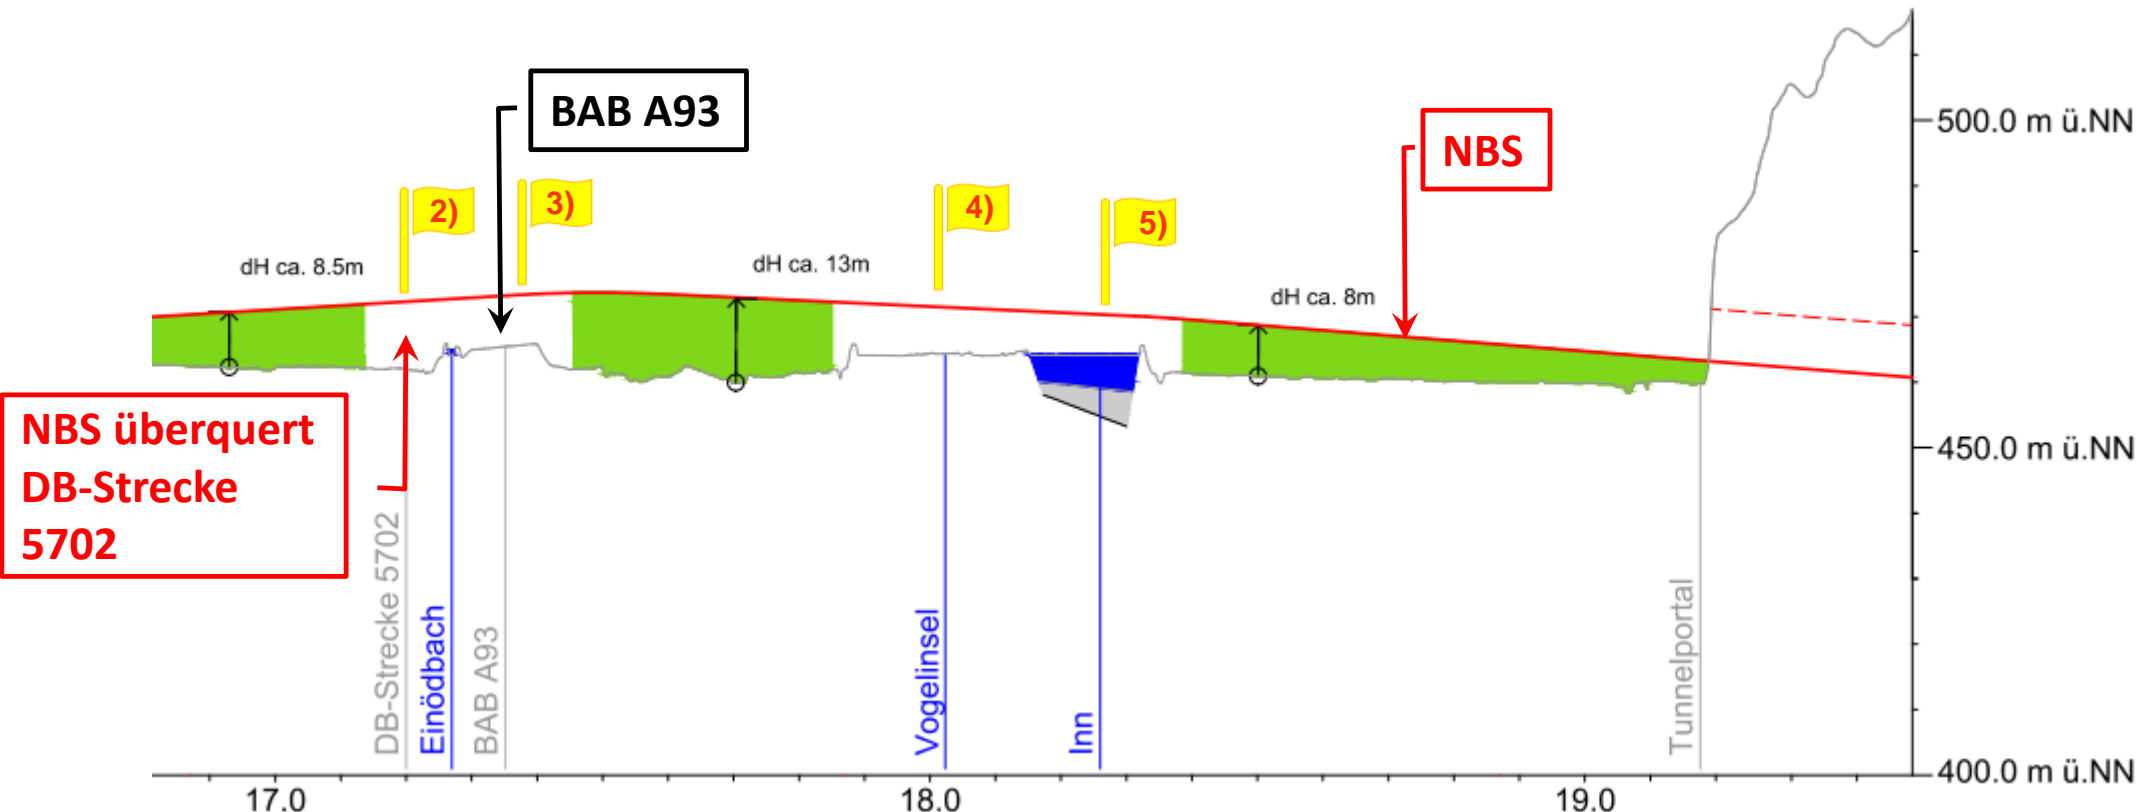 BAB A93
500.0 m ü.NN
NBS
2)
3)
4)
5)
dH ca. 8.5m
dH ca. 13m
dH ca. 8m
NBS überquert
DB-Strecke
5702
450.0 m ü.NN
DB-Strecke 5702
Einödbach
BAB A93
Vogelinsel
Inn
Tunnelportal
400.0 m ü.NN
17.0
18.0
19.0